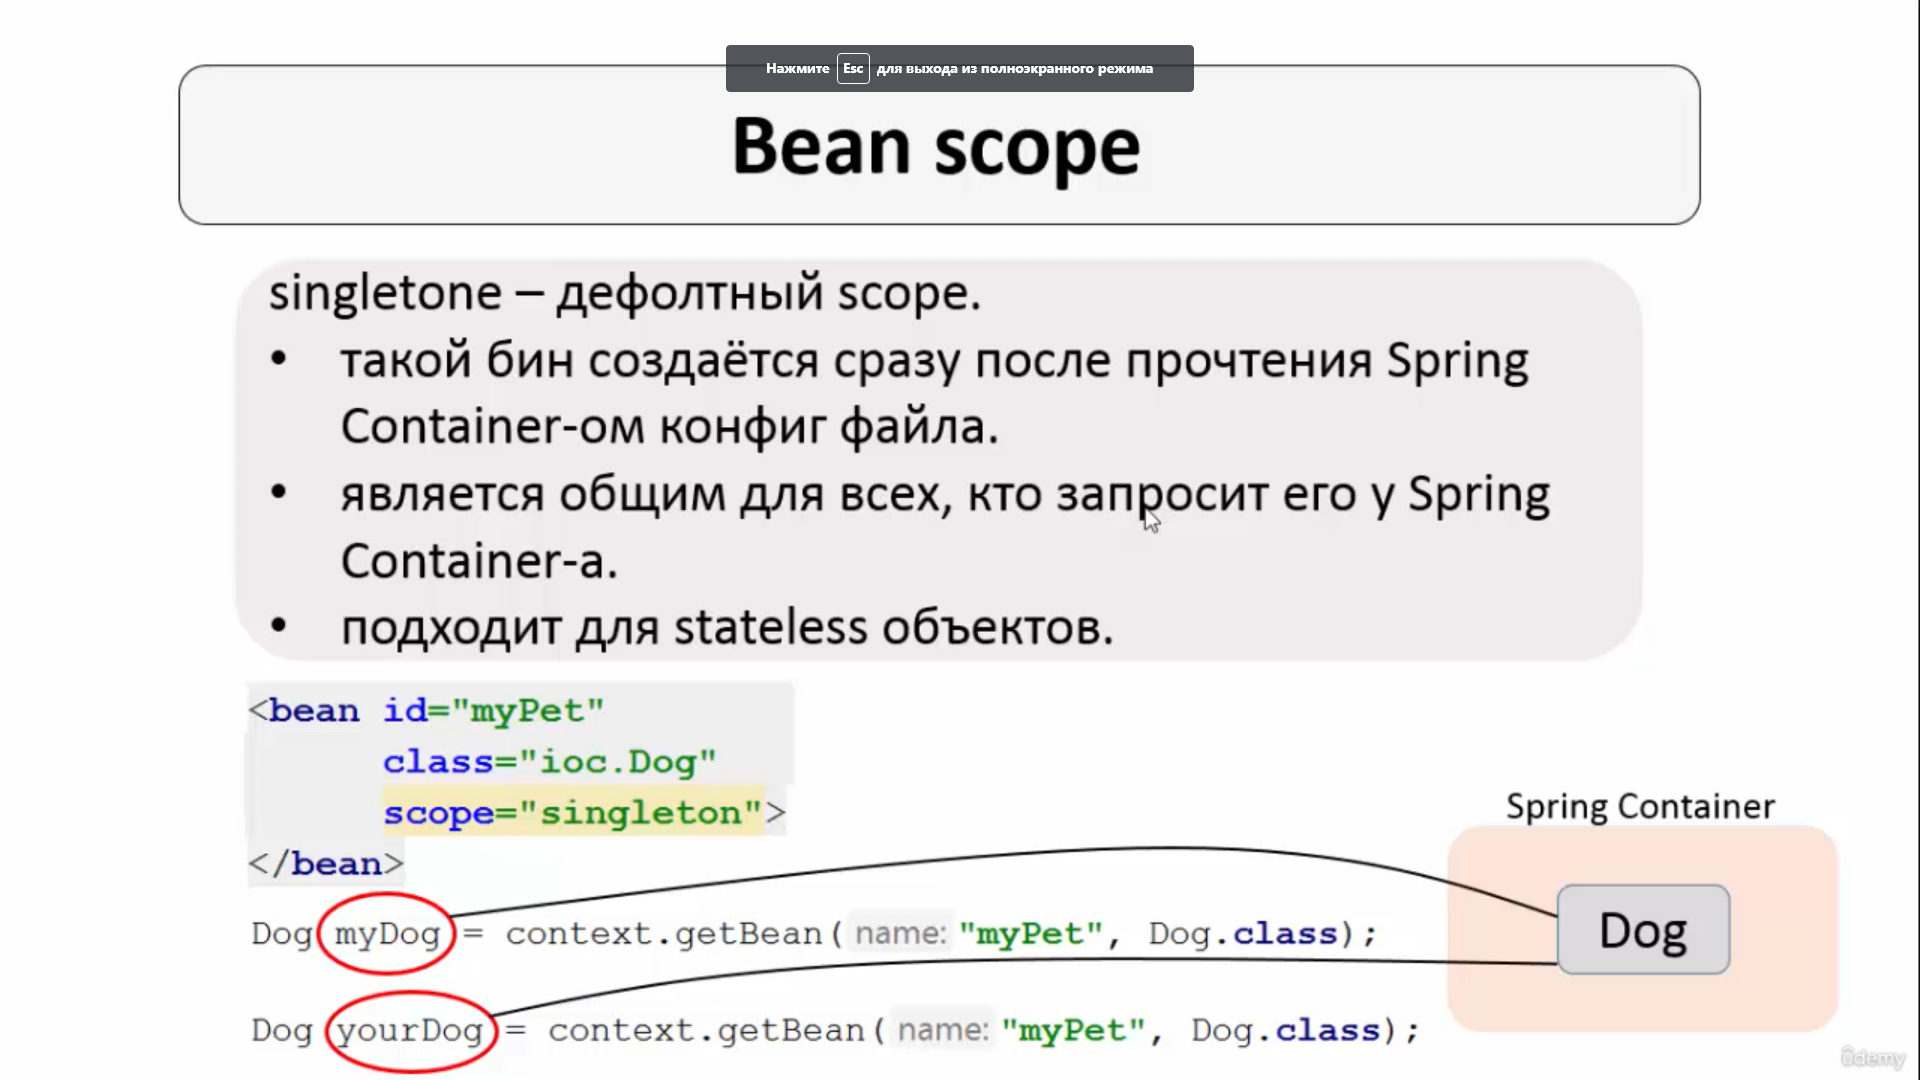 Нажмите Esc для выхода из полноэкранного режима
Bean scope
singletone – дефолтный scope.
• такой бин создаётся сразу после прочтения Spring
Container-ом конфиг файла.
• является общим для всех, кто запросит его у Spring
Container-а.
• подходит для stateless объектов.
<bean id="myPet"
class="ioc.Dog"
scope="singleton">
</bean>
Spring Container
Dog
Dog myDog = context.getBean( name: "myPet", Dog.class);
Dog yourDog = context.getBean( name: "myPet", Dog.class);
ûdemy